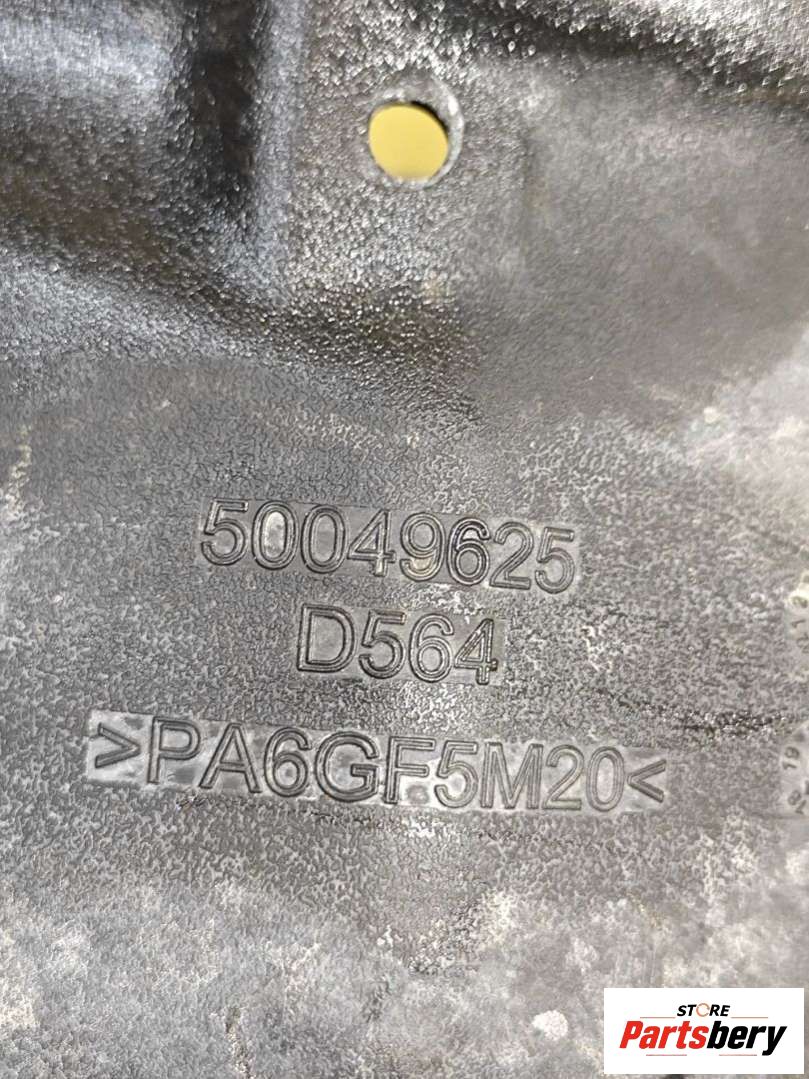 50049625
D564
>PA6GF5M20<
STORE
Partsbery